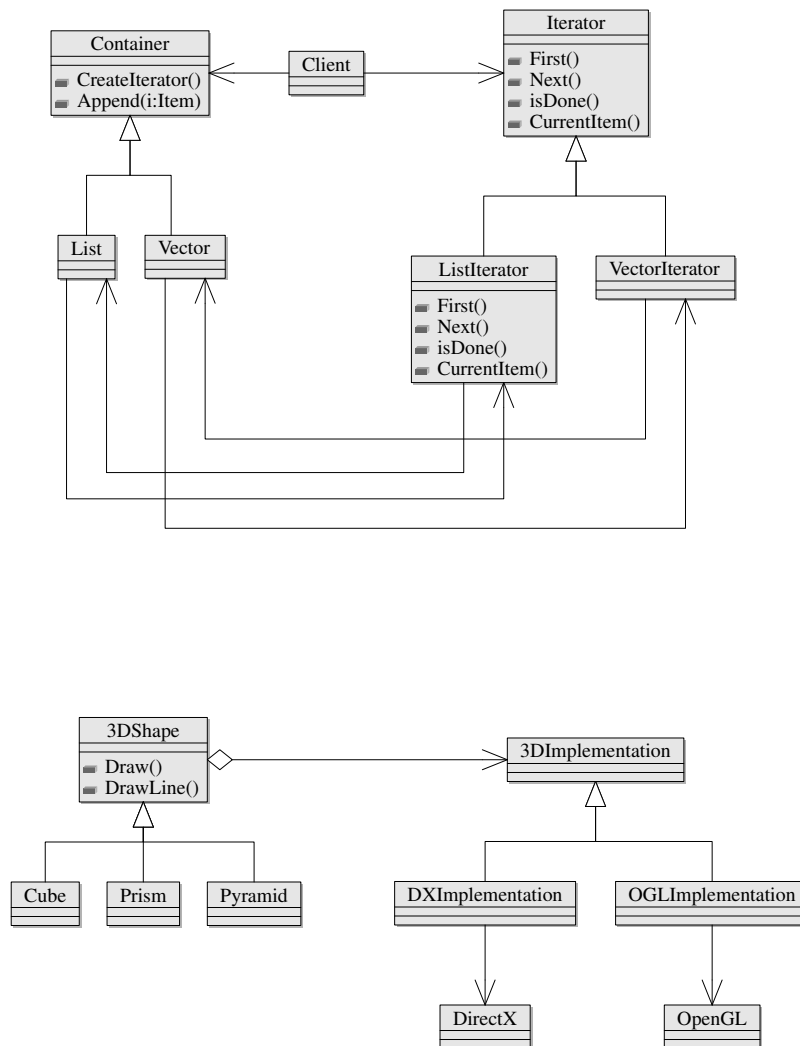 Container
CreateIterator()
Append(i:Item)
Client
Iterator
First()
Next()
isDone()
CurrentItem()
List
Vector
ListIterator
First()
Next()
isDone()
CurrentItem()
VectorIterator
3DShape
Draw()
DrawLine()
3DImplementation
Cube
Prism
Pyramid
DXImplementation
OGLImplementation
DirectX
OpenGL